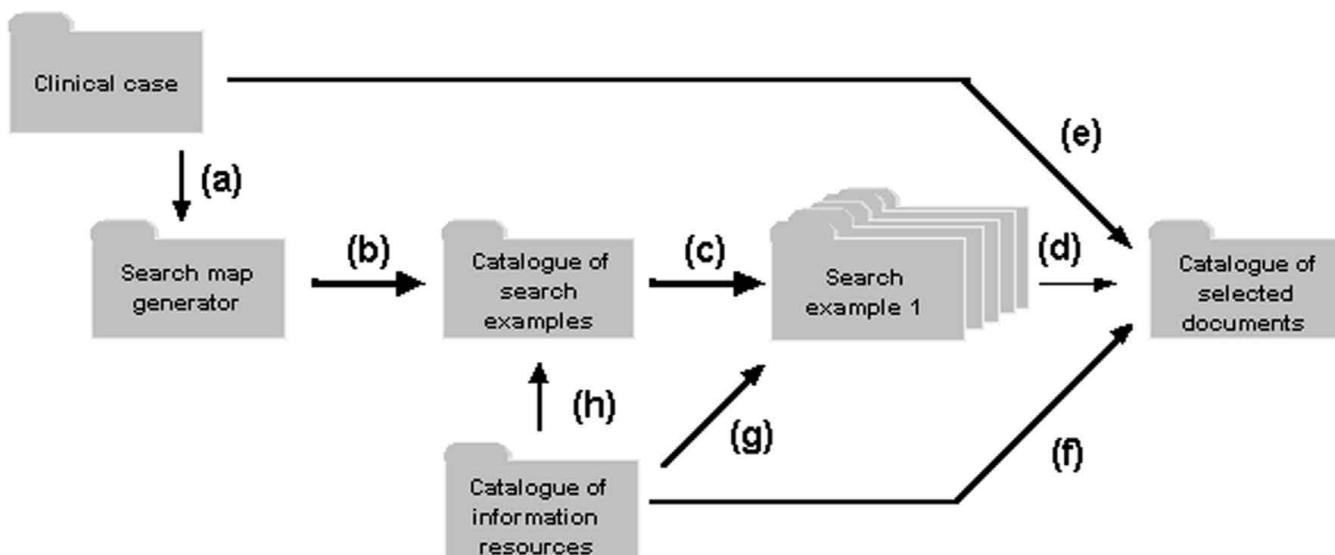 Clinical case
(e)
(a)
Search map
generator
(b)
Catalogue of
search
examples
(c)
Search
example 1
(d)
Catalogue of
selected
documents
(h)
(g)
(f)
Catalogue of
information
resources